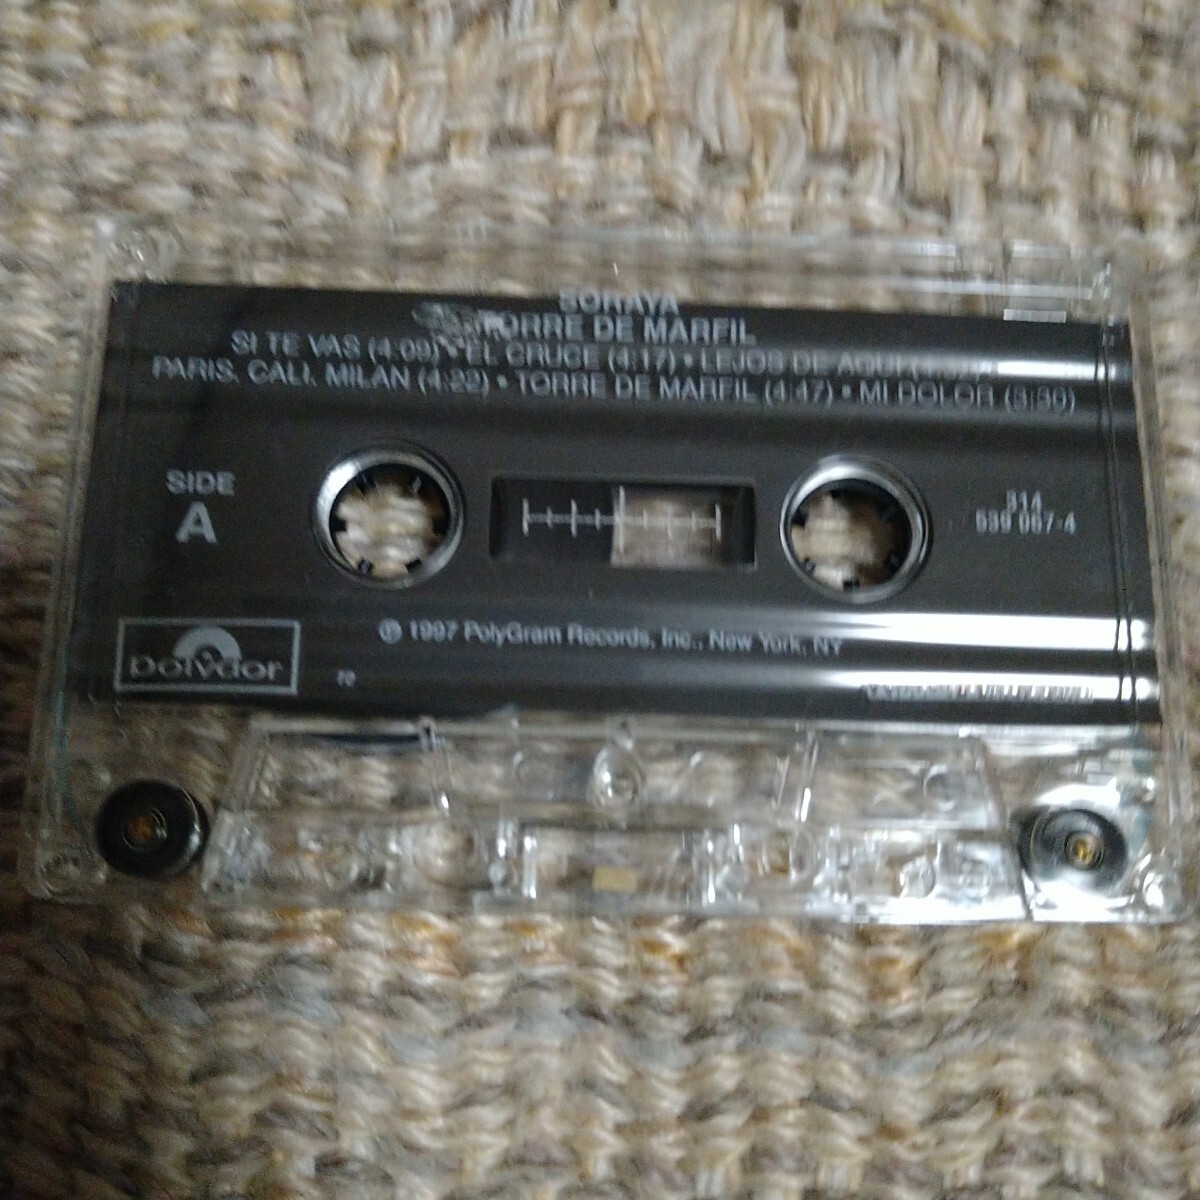 SORAYA
TORRE DE MARFIL
SI TE VAS (4:09) • EL CRUCE (4:17) • LEJOS DE AQUI
PARIS, CALI, MILAN (4:22) • TORRE DE MARFIL (4:47) • MI DOLOR
SIDE
A
314
539 067-4
polydor
℗ 1997 PolyGram Records, Inc., New York, NY